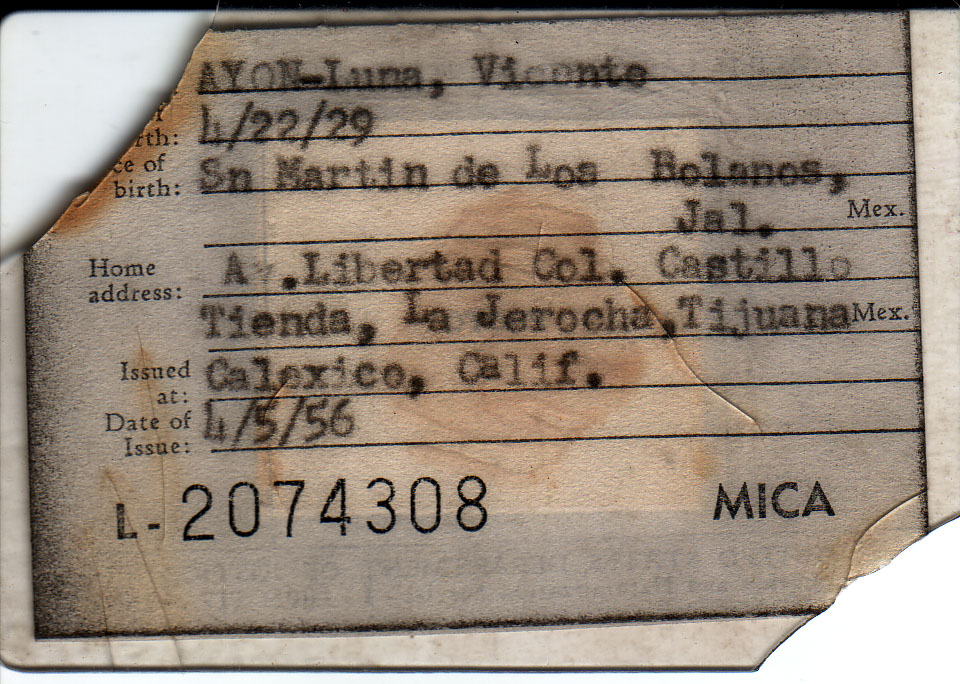 AYON-Luna, Vicente
rth: 4/22/29
ce of
birth: Sn Martin de Los Bolanos,
Jal. Mex.
Home
address: Av.Libertad Col. Castillo
Tienda, La Jerocha,Tijuana Mex.
Issued
at: Calexico, Calif.
Date of
Issue: 4/5/56
L-2074308 MICA